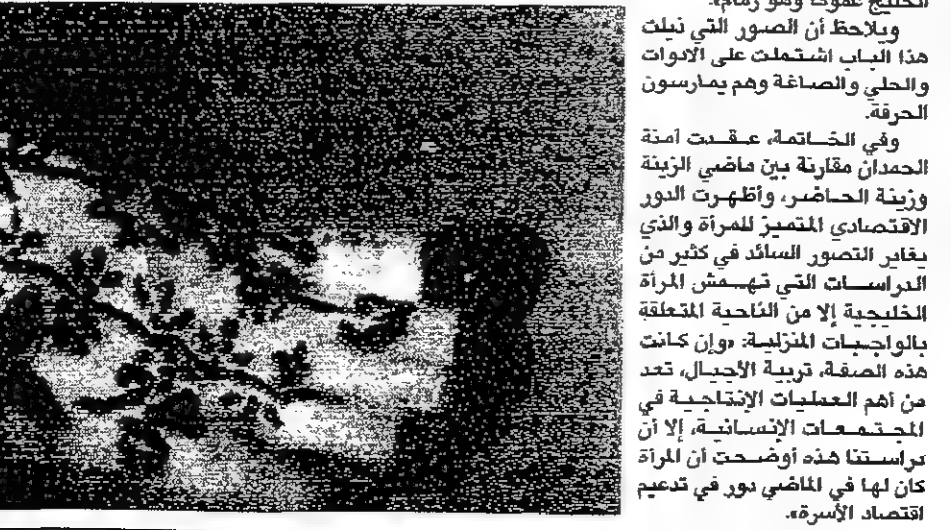 الخليج عموماً وهو زمام».
ويلاحظ أن الصور التي ذيلت
هذا الباب اشتملت على الادوات
والحلي والصاغة وهم يمارسون
الحرفة.
وفي الخاتمة، عقدت آمنة
الحمدان مقارنة بين ماضي الزينة
وزينة الحاضر، وأظهرت الدور
الاقتصادي المتميز للمرأة والذي
يغاير التصور السائد في كثير من
الدراسات التي تهمش المرأة
الخليجية إلا من الناحية المتعلقة
بالواجبات المنزلية: «وإن كانت
هذه الصفة، تربية الأجيال، تعد
من أهم العمليات الإنتاجية في
المجتمعات الإنسانية، إلا أن
دراستنا هذه أوضحت أن المرأة
كان لها في الماضي دور في تدعيم
اقتصاد الأسرة».